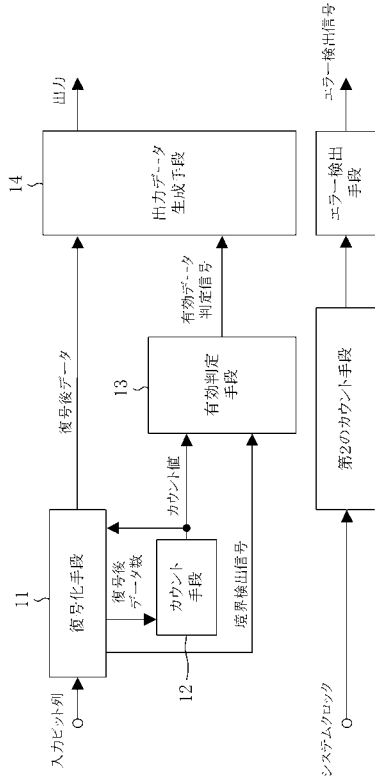 入力ビット列
11
復号化手段
復号後データ
復号後
データ数
カウント
手段
12
カウント値
境界検出信号
13
有効判定
手段
有効データ
判定信号
14
出力データ
生成手段
出力
システムクロック
第2のカウント手段
エラー検出
手段
エラー検出信号